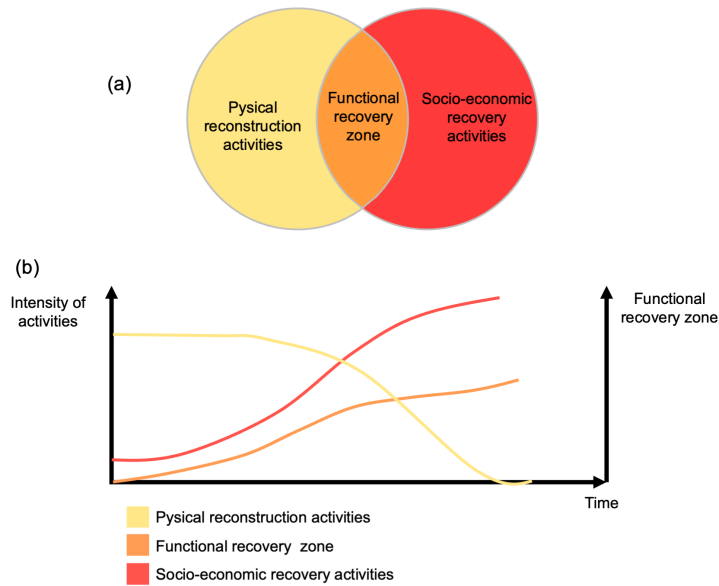 (a)
Pysical
reconstruction
activities
Functional
recovery
zone
Socio-economic
recovery
activities
(b)
Intensity of
activities
Functional
recovery zone
Time
Pysical reconstruction activities
Functional recovery zone
Socio-economic recovery activities